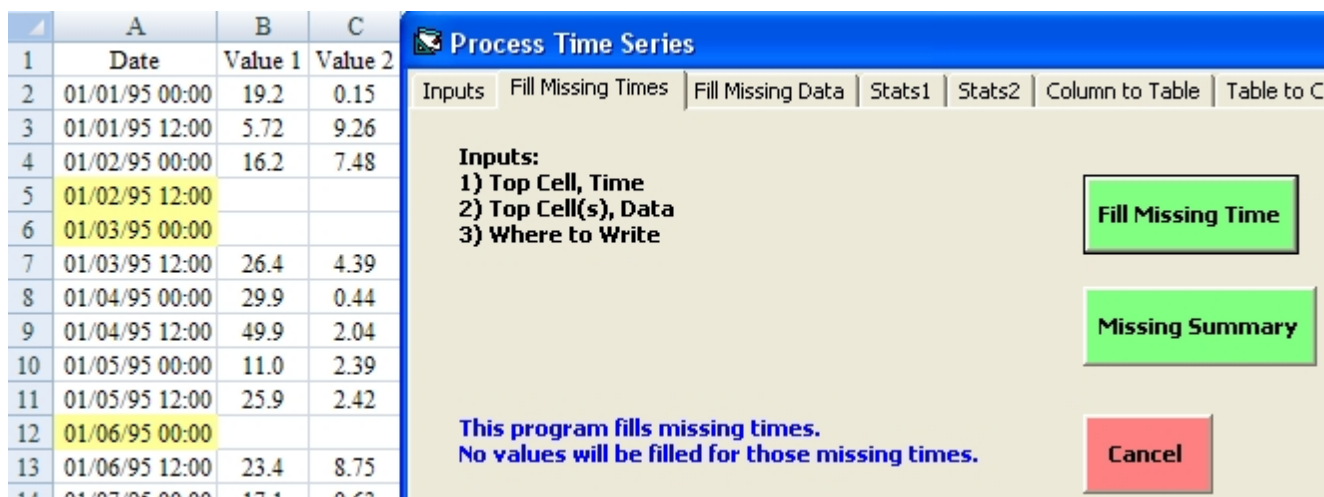 A B C
1 Date Value 1 Value 2
2 01/01/95 00:00 19.2 0.15
3 01/01/95 12:00 5.72 9.26
4 01/02/95 00:00 16.2 7.48
5 01/02/95 12:00
6 01/03/95 00:00
7 01/03/95 12:00 26.4 4.39
8 01/04/95 00:00 29.9 0.44
9 01/04/95 12:00 49.9 2.04
10 01/05/95 00:00 11.0 2.39
11 01/05/95 12:00 25.9 2.42
12 01/06/95 00:00
13 01/06/95 12:00 23.4 8.75
Process Time Series
Inputs Fill Missing Times Fill Missing Data Stats1 Stats2 Column to Table Table to C
Inputs:
1) Top Cell, Time
2) Top Cell(s), Data
3) Where to Write
Fill Missing Time
Missing Summary
This program fills missing times.
No values will be filled for those missing times.
Cancel